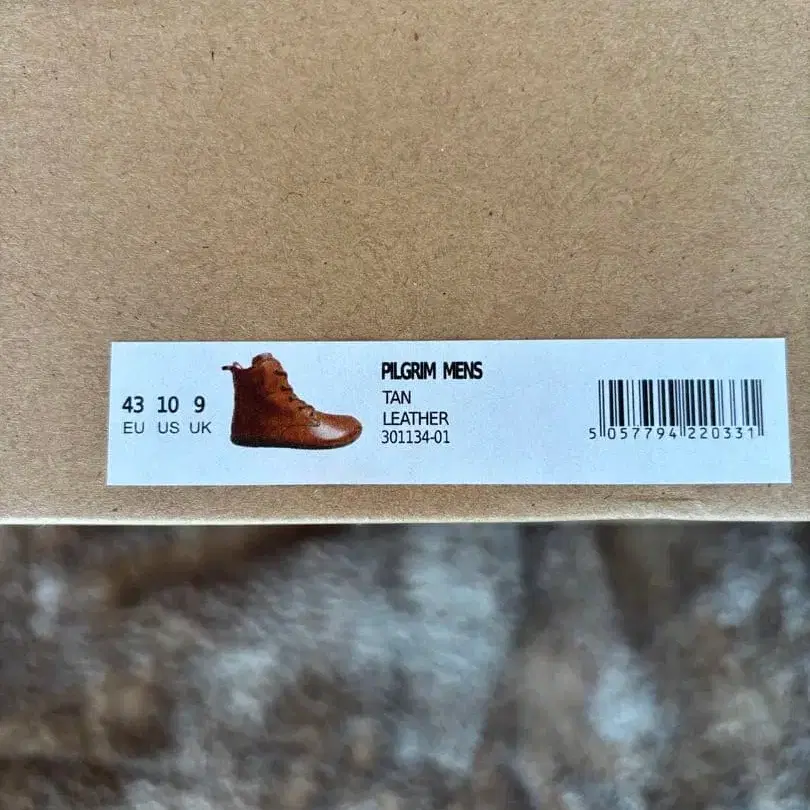 43 10 9
EU US UK
PILGRIM MENS
TAN
LEATHER
301134-01
5 057794 220331